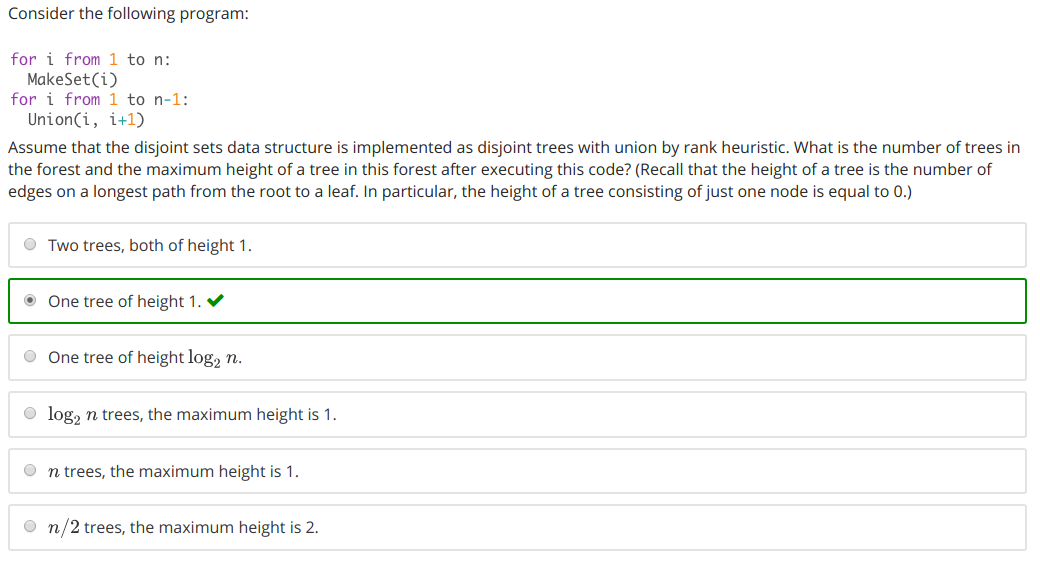 Consider the following program:
for i from 1 to n:
  MakeSet(i)
for i from 1 to n-1:
  Union(i, i+1)
Assume that the disjoint sets data structure is implemented as disjoint trees with union by rank heuristic. What is the number of trees in
the forest and the maximum height of a tree in this forest after executing this code? (Recall that the height of a tree is the number of
edges on a longest path from the root to a leaf. In particular, the height of a tree consisting of just one node is equal to 0.)
Two trees, both of height 1.
One tree of height 1. ✔
One tree of height log₂ n.
log₂ n trees, the maximum height is 1.
n trees, the maximum height is 1.
n/2 trees, the maximum height is 2.